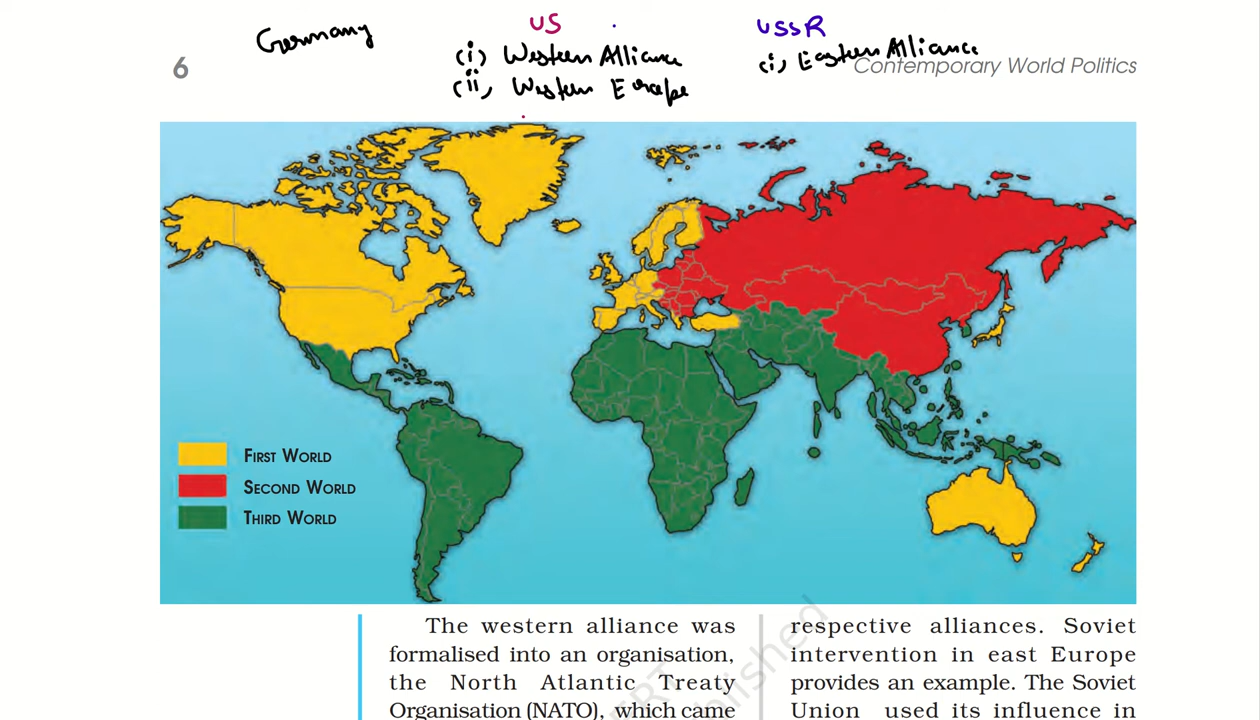 Germany
US
USSR
(i) Western Alliance
(i) Eastern Alliance
(ii) Western Europe
6
Contemporary World Politics
FIRST WORLD
SECOND WORLD
THIRD WORLD
The western alliance was
formalised into an organisation,
the North Atlantic Treaty
Organisation (NATO), which came
respective alliances. Soviet
intervention in east Europe
provides an example. The Soviet
Union used its influence in